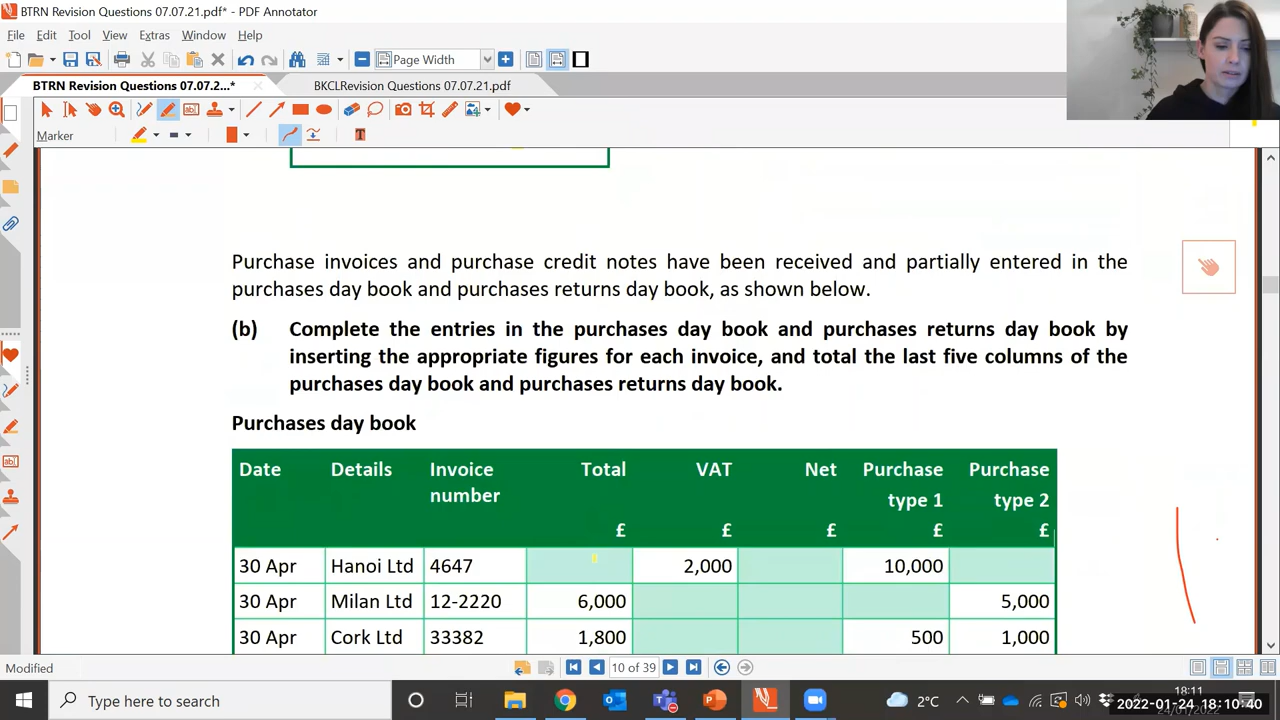 BTRN Revision Questions 07.07.21.pdf* - PDF Annotator
File Edit Tool View Extras Window Help
Page Width
BTRN Revision Questions 07.07.2...* BKCLRevision Questions 07.07.21.pdf
Marker
Purchase invoices and purchase credit notes have been received and partially entered in the
purchases day book and purchases returns day book, as shown below.
(b) Complete the entries in the purchases day book and purchases returns day book by
inserting the appropriate figures for each invoice, and total the last five columns of the
purchases day book and purchases returns day book.
Purchases day book
Date Details Invoice Total VAT Net Purchase Purchase
number type 1 type 2
£ £ £ £ £
30 Apr Hanoi Ltd 4647 2,000 10,000
30 Apr Milan Ltd 12-2220 6,000 5,000
30 Apr Cork Ltd 33382 1,800 500 1,000
Modified 10 of 39
Type here to search 2°C 18:11
2022-01-24 18:10:40